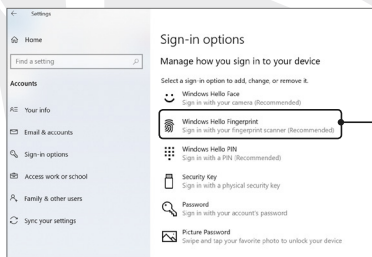 Settings
Home
Find a setting
Accounts
Your info
Email & accounts
Sign-in options
Access work or school
Family & other users
Sync your settings
Sign-in options
Manage how you sign in to your device
Select a sign-in option to add, change, or remove it.
Windows Hello Face
Sign in with your camera (Recommended)
Windows Hello Fingerprint
Sign in with your fingerprint scanner (Recommended)
Windows Hello PIN
Sign in with a PIN (Recommended)
Security Key
Sign in with a physical security key
Password
Sign in with your account's password
Picture Password
Swipe and tap your favorite photo to unlock your device